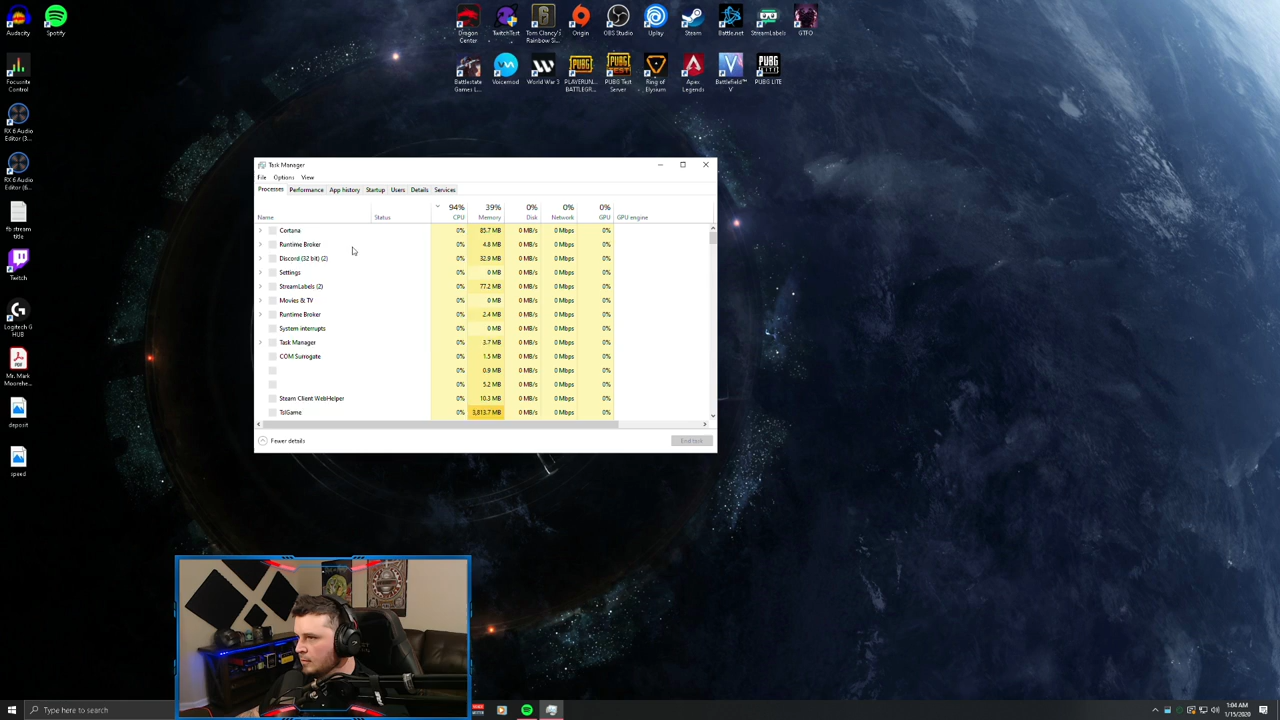 Audacity
Spotify
Dragon Center
TwitchTest
Tom Clancy's Rainbow Si...
Origin
OBS Studio
Uplay
Steam
Battle.net
StreamLabels
GTFO
Focusrite Control
Battlestate Games L...
Voicemod
World War 3
PLAYERUN... BATTLEGR...
PUBG Test Server
Ring of Elysium
Apex Legends
Battlefield™ V
PUBG LITE
RX 6 Audio Editor (3...
RX 6 Audio Editor (6...
fb stream title
Twitch
Logitech G HUB
Mr. Mark Moorehe...
deposit
speed
Task Manager
File Options View
Processes Performance App history Startup Users Details Services
94% 39% 0% 0% 0%
Name Status CPU Memory Disk Network GPU GPU engine
Cortana 0% 85.7 MB 0 MB/s 0 Mbps 0%
Runtime Broker 0% 4.8 MB 0 MB/s 0 Mbps 0%
Discord (32 bit) (2) 0% 32.9 MB 0 MB/s 0 Mbps 0%
Settings 0% 0 MB 0 MB/s 0 Mbps 0%
StreamLabels (2) 0% 77.2 MB 0 MB/s 0 Mbps 0%
Movies & TV 0% 0 MB 0 MB/s 0 Mbps 0%
Runtime Broker 0% 2.4 MB 0 MB/s 0 Mbps 0%
System interrupts 0% 0 MB 0 MB/s 0 Mbps 0%
Task Manager 0% 3.7 MB 0 MB/s 0 Mbps 0%
COM Surrogate 0% 1.5 MB 0 MB/s 0 Mbps 0%
0% 0.9 MB 0 MB/s 0 Mbps 0%
0% 5.2 MB 0 MB/s 0 Mbps 0%
Steam Client WebHelper 0% 10.3 MB 0 MB/s 0 Mbps 0%
TslGame 0% 3,813.7 MB 0 MB/s 0 Mbps 0%
Fewer details
End task
Type here to search
1:04 AM
1/15/2020